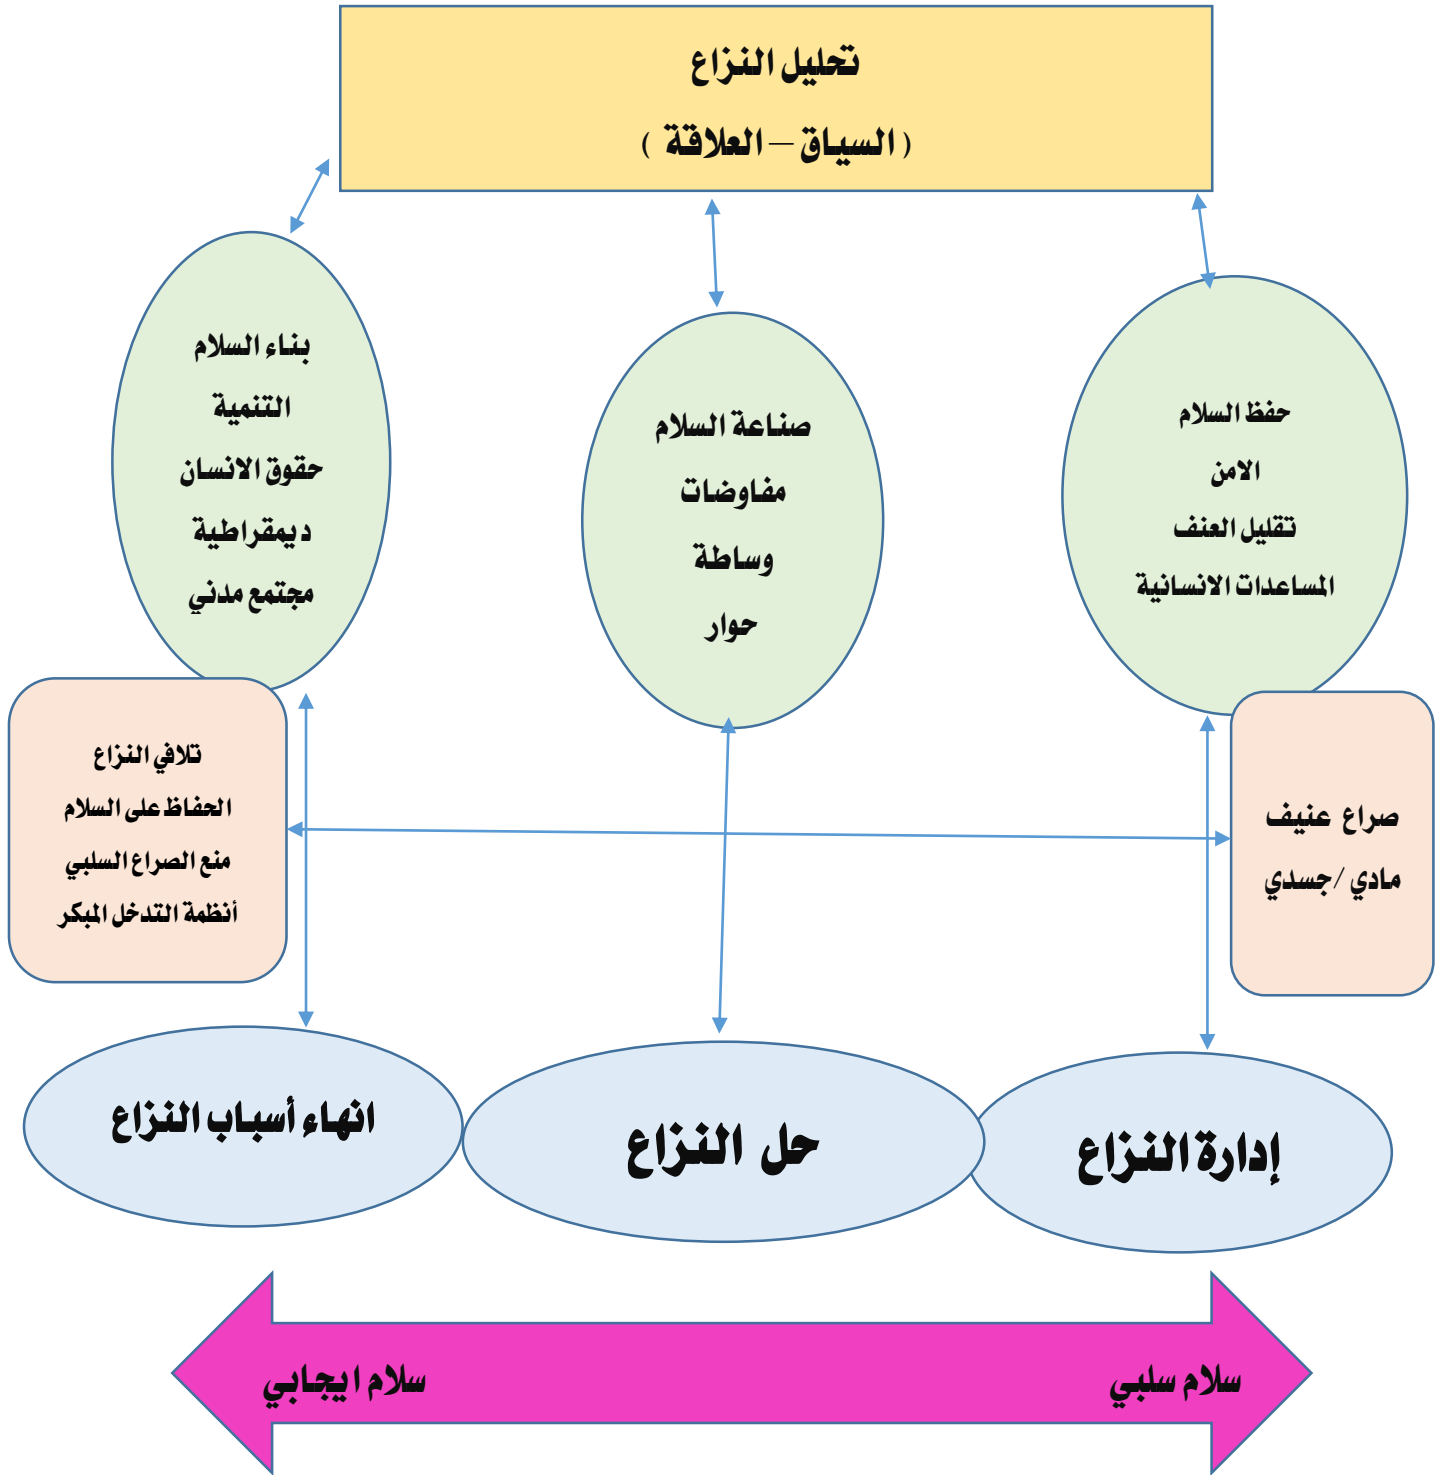 تحليل النزاع
( السياق – العلاقة )
حفظ السلام
الامن
تقليل العنف
المساعدات الانسانية
صناعة السلام
مفاوضات
وساطة
حوار
بناء السلام
التنمية
حقوق الانسان
ديمقراطية
مجتمع مدني
صراع عنيف
مادي /جسدي
تلافي النزاع
الحفاظ على السلام
منع الصراع السلبي
أنظمة التدخل المبكر
إدارة النزاع
حل النزاع
انهاء أسباب النزاع
سلام سلبي
سلام ايجابي